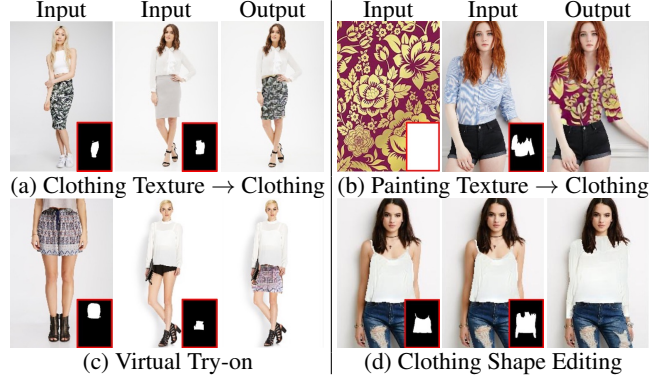 Input Input Output Input Input Output
(a) Clothing Texture → Clothing (b) Painting Texture → Clothing
(c) Virtual Try-on (d) Clothing Shape Editing